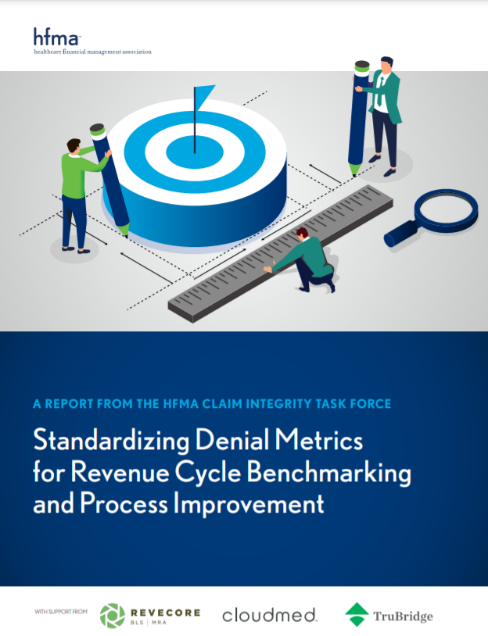 hfma
healthcare financial management association
A REPORT FROM THE HFMA CLAIM INTEGRITY TASK FORCE
Standardizing Denial Metrics
for Revenue Cycle Benchmarking
and Process Improvement
WITH SUPPORT FROM
REVECORE
BLS | MRA
cloudmed.
TruBridge